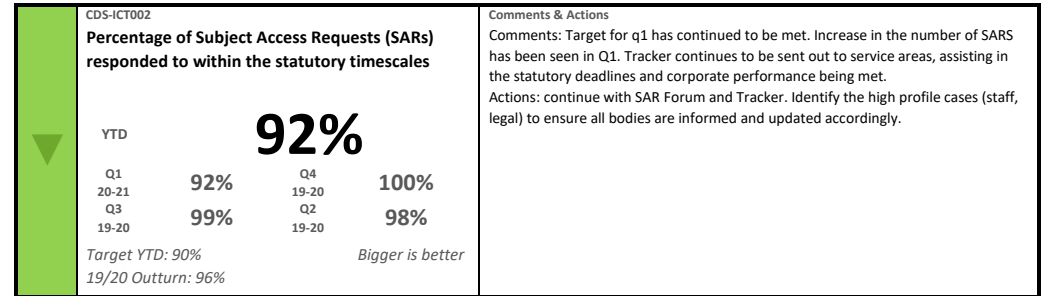 CDS-ICT002
Percentage of Subject Access Requests (SARs)
responded to within the statutory timescales
YTD
92%
Q1
20-21
92%
Q4
19-20
100%
Q3
19-20
99%
Q2
19-20
98%
Target YTD: 90%
Bigger is better
19/20 Outturn: 96%
Comments & Actions
Comments: Target for q1 has continued to be met. Increase in the number of SARS
has been seen in Q1. Tracker continues to be sent out to service areas, assisting in
the statutory deadlines and corporate performance being met.
Actions: continue with SAR Forum and Tracker. Identify the high profile cases (staff,
legal) to ensure all bodies are informed and updated accordingly.